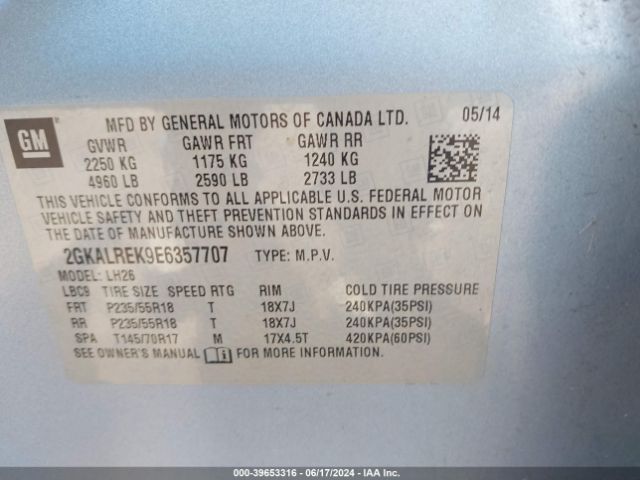 GM
MFD BY GENERAL MOTORS OF CANADA LTD. 05/14
GVWR GAWR FRT GAWR RR
2250 KG 1175 KG 1240 KG
4960 LB 2590 LB 2733 LB
THIS VEHICLE CONFORMS TO ALL APPLICABLE U.S. FEDERAL MOTOR
VEHICLE SAFETY AND THEFT PREVENTION STANDARDS IN EFFECT ON
THE DATE OF MANUFACTURE SHOWN ABOVE.
2GKALREK9E6357707 TYPE: M.P.V.
MODEL: LH26
LBC9 TIRE SIZE SPEED RTG RIM COLD TIRE PRESSURE
FRT P235/55R18 T 18X7J 240KPA(35PSI)
RR P235/55R18 T 18X7J 240KPA(35PSI)
SPA T145/70R17 M 17X4.5T 420KPA(60PSI)
SEE OWNER'S MANUAL FOR MORE INFORMATION.
000-39653316 - 06/17/2024 - IAA Inc.